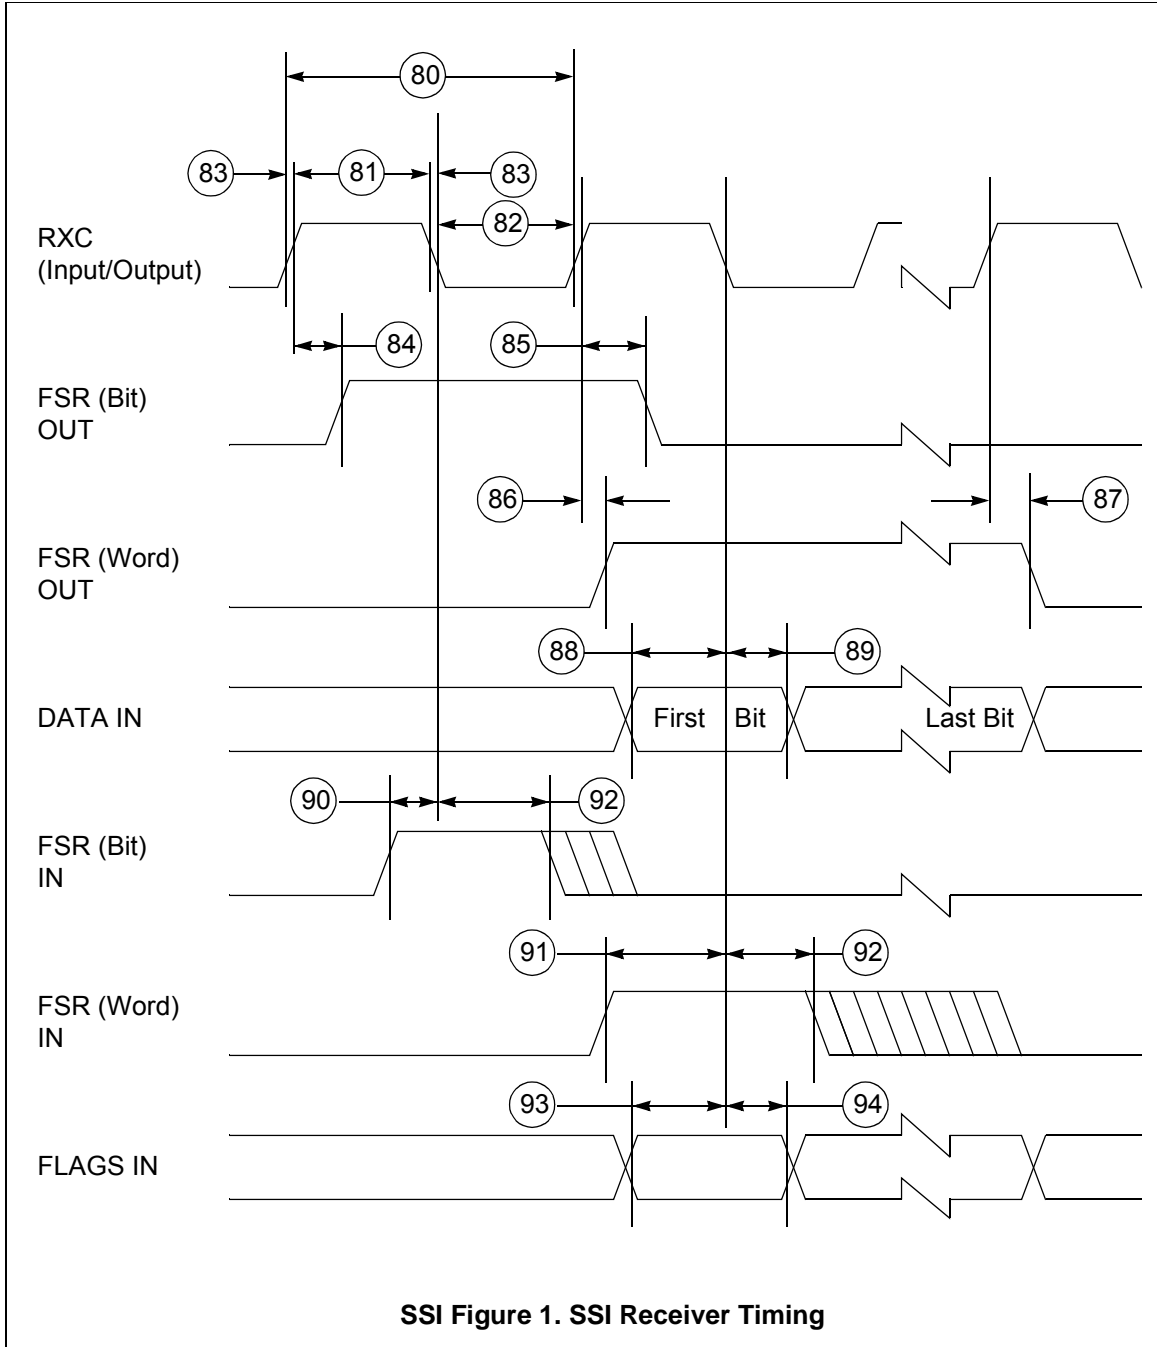 80
83
81
83
82
RXC
(Input/Output)
84
85
FSR (Bit)
OUT
86
87
FSR (Word)
OUT
88
89
DATA IN
First
Bit
Last Bit
90
92
FSR (Bit)
IN
91
92
FSR (Word)
IN
93
94
FLAGS IN
SSI Figure 1. SSI Receiver Timing